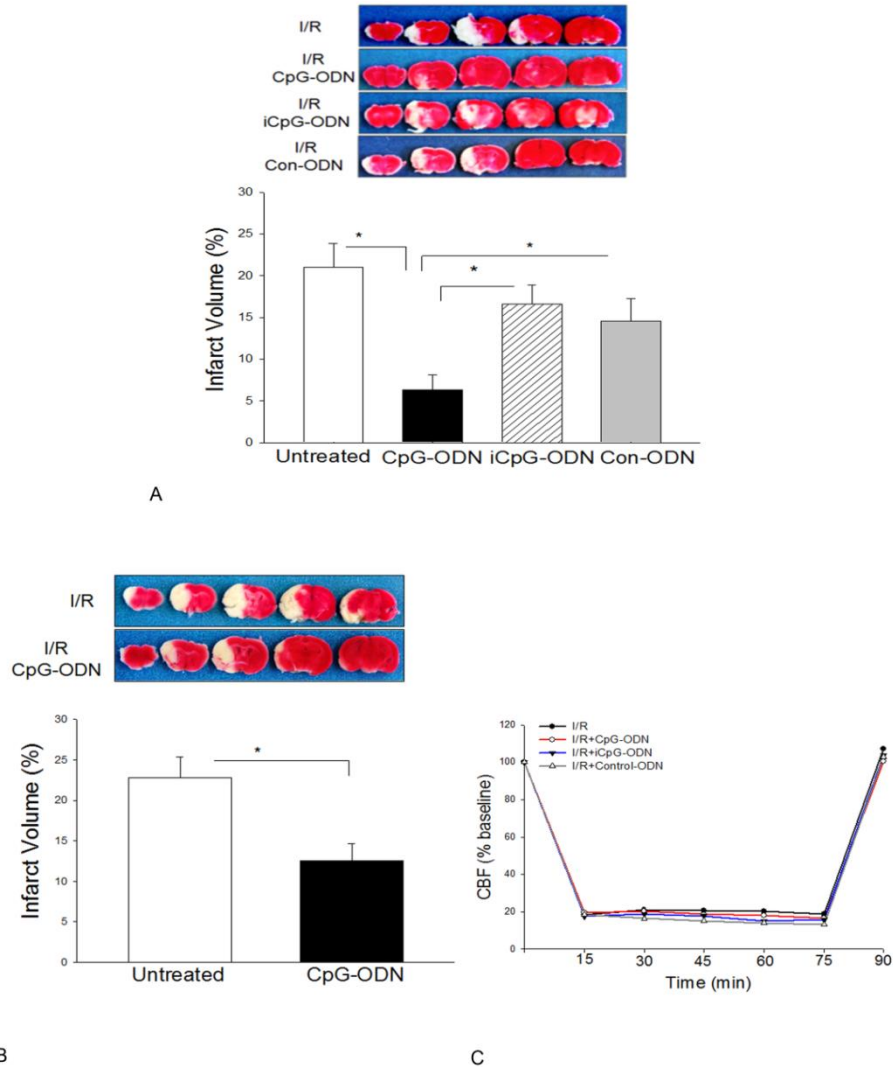 I/R
I/R
CpG-ODN
I/R
iCpG-ODN
I/R
Con-ODN
30
25
20
15
10
5
0
Infarct Volume (%)
*
*
*
Untreated CpG-ODN iCpG-ODN Con-ODN
A
I/R
I/R
CpG-ODN
30
25
20
15
10
5
0
Infarct Volume (%)
*
Untreated CpG-ODN
B
120
100
80
60
40
20
0
CBF (% baseline)
I/R
I/R+CpG-ODN
I/R+iCpG-ODN
I/R+Control-ODN
15 30 45 60 75 90
Time (min)
C